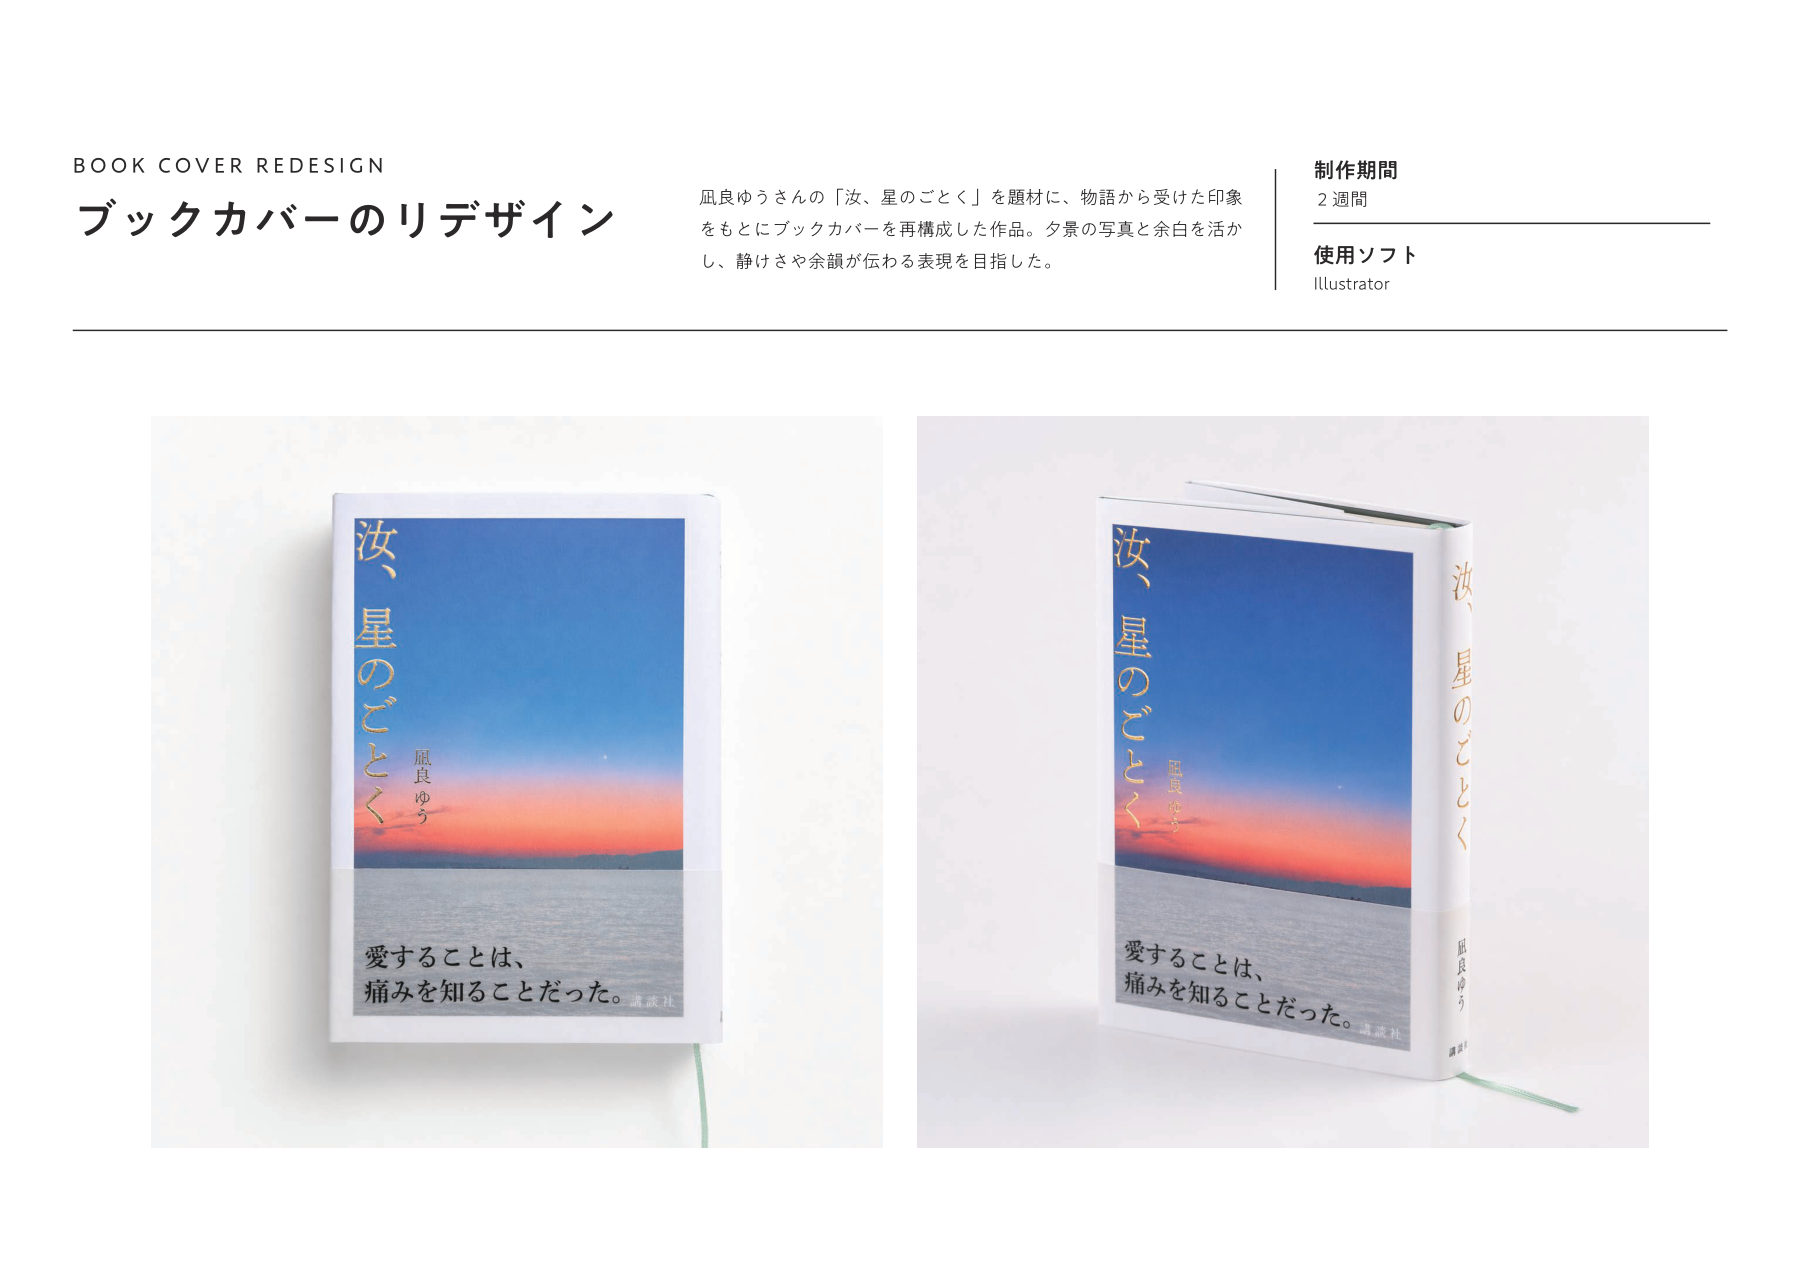 BOOK COVER REDESIGN
ブックカバーのリデザイン
凪良ゆうさんの「汝、星のごとく」を題材に、物語から受けた印象
をもとにブックカバーを再構成した作品。夕景の写真と余白を活か
し、静けさや余韻が伝わる表現を目指した。
制作期間
２週間
使用ソフト
Illustrator
汝、星のごとく
凪良 ゆう
愛することは、
痛みを知ることだった。
講談社
汝、星のごとく
凪良 ゆう
愛することは、
痛みを知ることだった。
講談社
汝、星のごとく
凪良ゆう
講談社